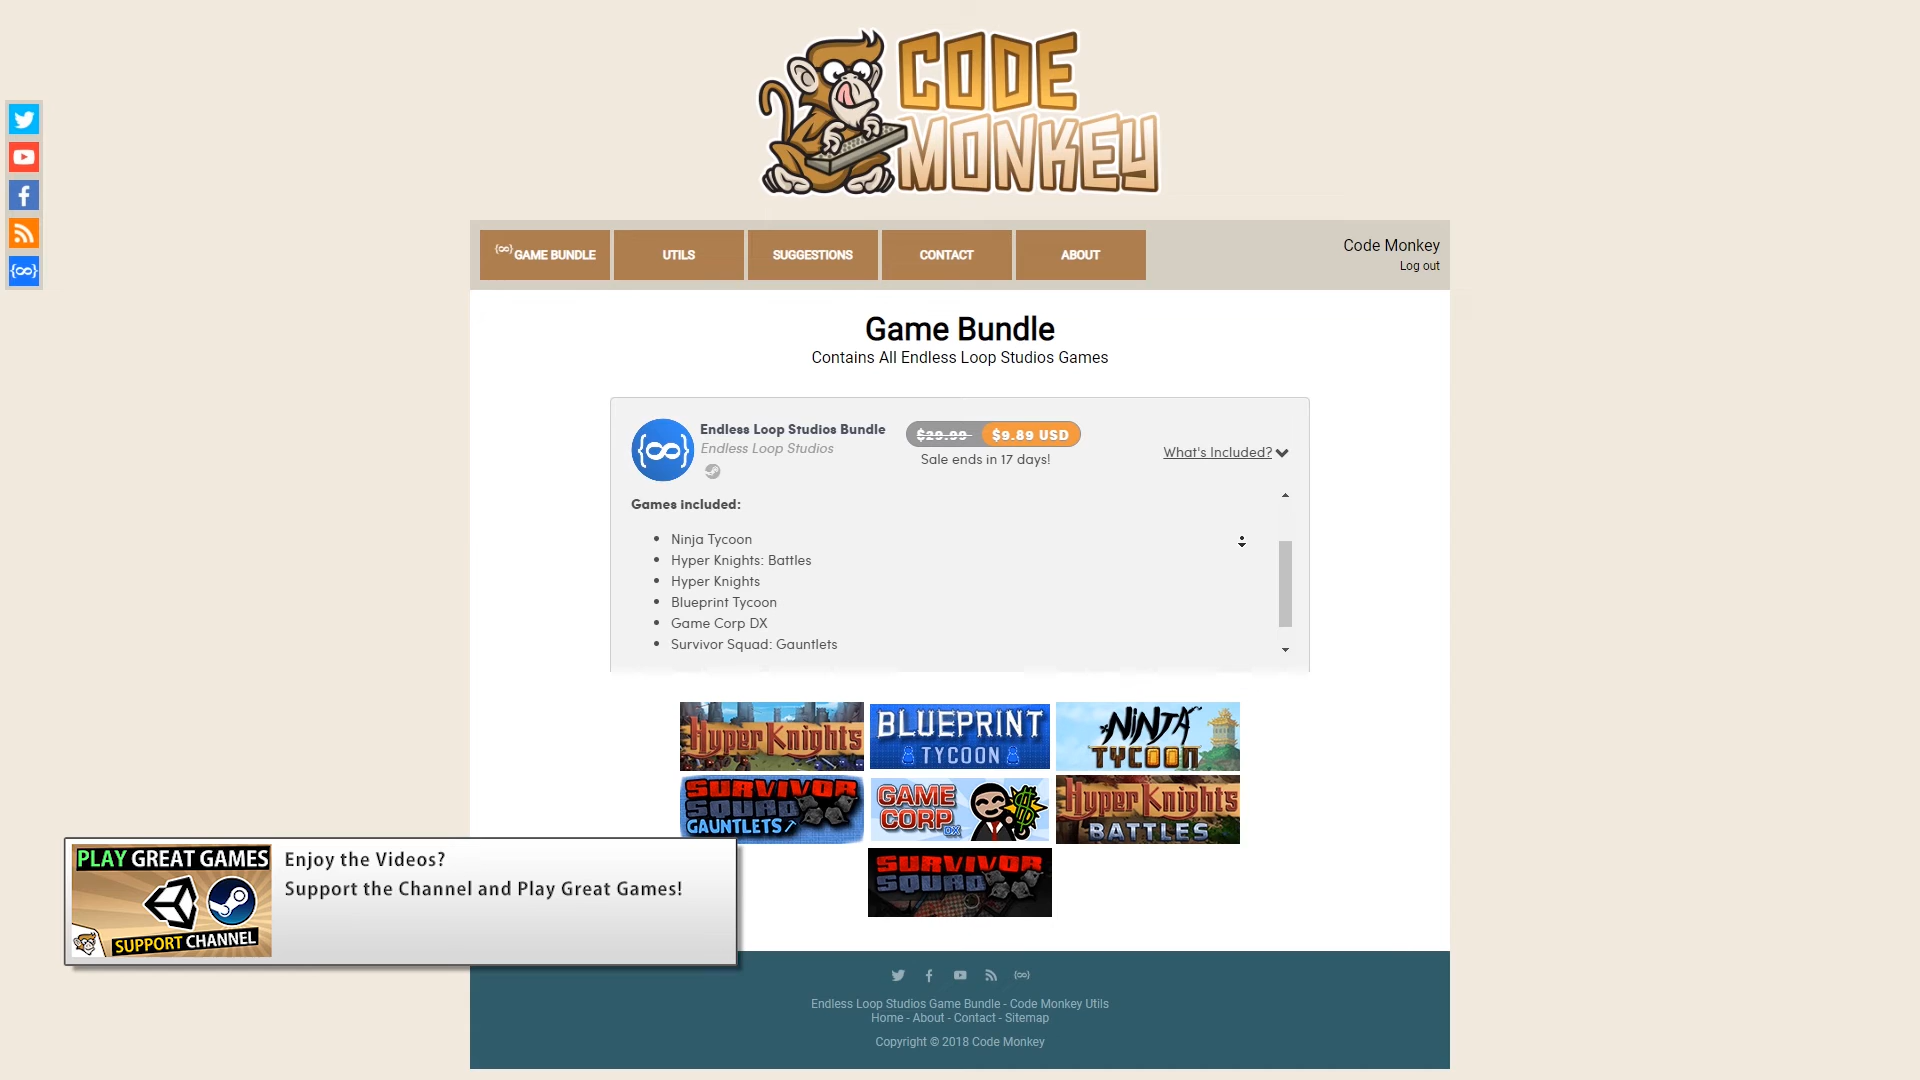 CODE
MONKEY
{∞} GAME BUNDLE
UTILS
SUGGESTIONS
CONTACT
ABOUT
Code Monkey
Log out
Game Bundle
Contains All Endless Loop Studios Games
Endless Loop Studios Bundle
Endless Loop Studios
$29.99
$9.89 USD
Sale ends in 17 days!
What's Included?
Games included:
• Ninja Tycoon
• Hyper Knights: Battles
• Hyper Knights
• Blueprint Tycoon
• Game Corp DX
• Survivor Squad: Gauntlets
Hyper Knights
BLUEPRINT
TYCOON
NINJA
TYCOON
SURVIVOR
SQUAD
GAUNTLETS
GAME
CORP DX
Hyper Knights
BATTLES
SURVIVOR
SQUAD
PLAY GREAT GAMES
SUPPORT CHANNEL
Enjoy the Videos?
Support the Channel and Play Great Games!
Endless Loop Studios Game Bundle - Code Monkey Utils
Home - About - Contact - Sitemap
Copyright © 2018 Code Monkey